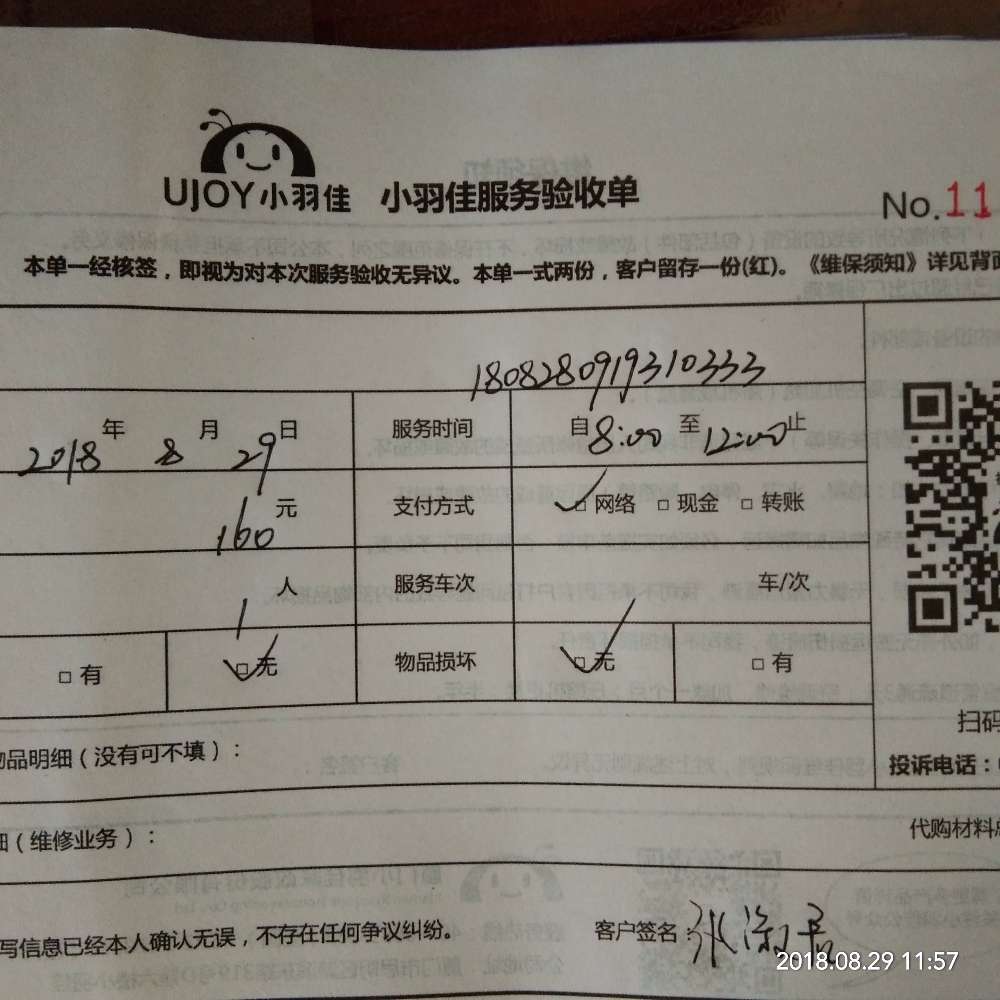 UJOY小羽佳 小羽佳服务验收单 No.11
本单一经核签，即视为对本次服务验收无异议。本单一式两份，客户留存一份(红)。《维保须知》详见背面
1808280919310333
2018年8月29日 服务时间 自8:00至12:00止
160元 支付方式 ☑网络 □现金 □转账
1人 服务车次 / 车/次
□有 ☑无 物品损坏 ☑无 □有
扫码
物品明细（没有可不填）：
投诉电话：
细（维修业务）： 代购材料总
写信息已经本人确认无误，不存在任何争议纠纷。 客户签名：
2018.08.29 11:57